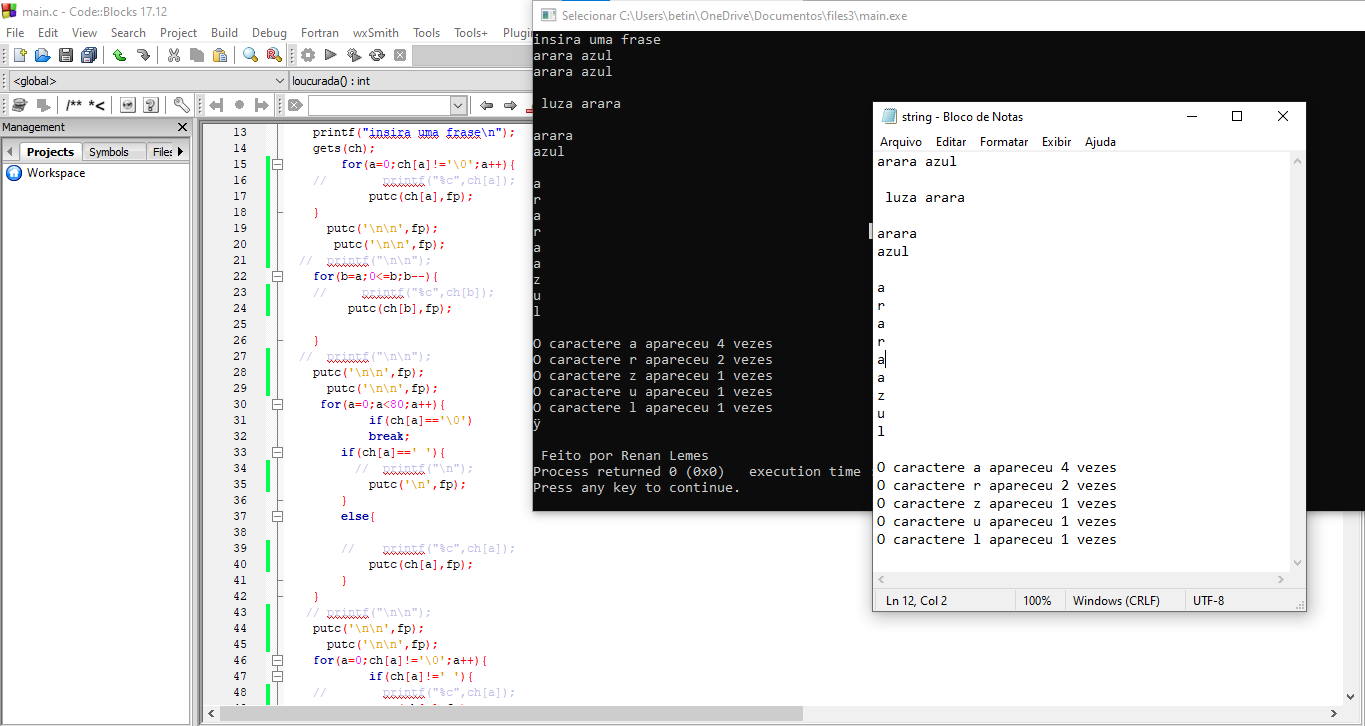 main.c - Code::Blocks 17.12
File Edit View Search Project Build Debug Fortran wxSmith Tools Tools+ Plugin
<global>
loucurada() : int
/** *<
Management
Projects Symbols Files
Workspace
13 printf("insira uma frase\n");
14 gets(ch);
15 for(a=0;ch[a]!='\0';a++){
16 // printf("%c",ch[a]);
17 putc(ch[a],fp);
18 }
19 putc('\n\n',fp);
20 putc('\n\n',fp);
21 // printf("\n\n");
22 for(b=a;0<=b;b--){
23 // printf("%c",ch[b]);
24 putc(ch[b],fp);
25
26 }
27 // printf("\n\n");
28 putc('\n\n',fp);
29 putc('\n\n',fp);
30 for(a=0;a<80;a++){
31 if(ch[a]=='\0')
32 break;
33 if(ch[a]==' '){
34 // printf("\n");
35 putc('\n',fp);
36 }
37 else{
38
39 // printf("%c",ch[a]);
40 putc(ch[a],fp);
41 }
42 }
43 // printf("\n\n");
44 putc('\n\n',fp);
45 putc('\n\n',fp);
46 for(a=0;ch[a]!='\0';a++){
47 if(ch[a]!=' '){
48 // printf("%c",ch[a]);
Selecionar C:\Users\betin\OneDrive\Documentos\files3\main.exe
insira uma frase
arara azul
arara azul
luza arara
arara
azul
a
r
a
r
a
a
z
u
l
O caractere a apareceu 4 vezes
O caractere r apareceu 2 vezes
O caractere z apareceu 1 vezes
O caractere u apareceu 1 vezes
O caractere l apareceu 1 vezes
ÿ
Feito por Renan Lemes
Process returned 0 (0x0) execution time
Press any key to continue.
string - Bloco de Notas
Arquivo Editar Formatar Exibir Ajuda
arara azul
luza arara
arara
azul
a
r
a
r
a
a
z
u
l
O caractere a apareceu 4 vezes
O caractere r apareceu 2 vezes
O caractere z apareceu 1 vezes
O caractere u apareceu 1 vezes
O caractere l apareceu 1 vezes
Ln 12, Col 2 100% Windows (CRLF) UTF-8